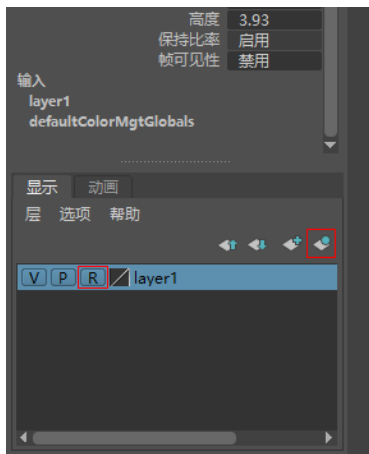 高度 3.93
保持比率 启用
帧可见性 禁用
输入
layer1
defaultColorMgtGlobals
显示 动画
层 选项 帮助
V P R layer1